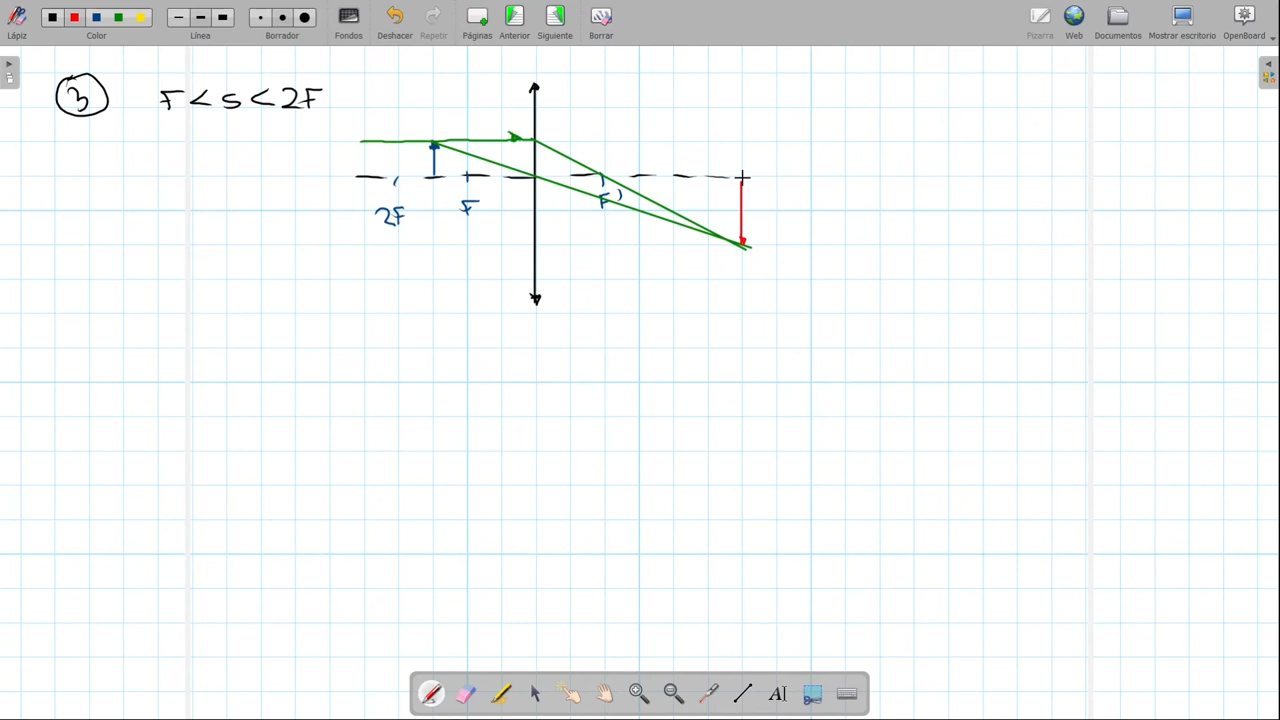 Lápiz Color Línea Borrador Fondos Deshacer Repetir Páginas Anterior Siguiente Borrar Pizarra Web Documentos Mostrar escritorio OpenBoard
3 F < s < 2F
2F F F'
AI